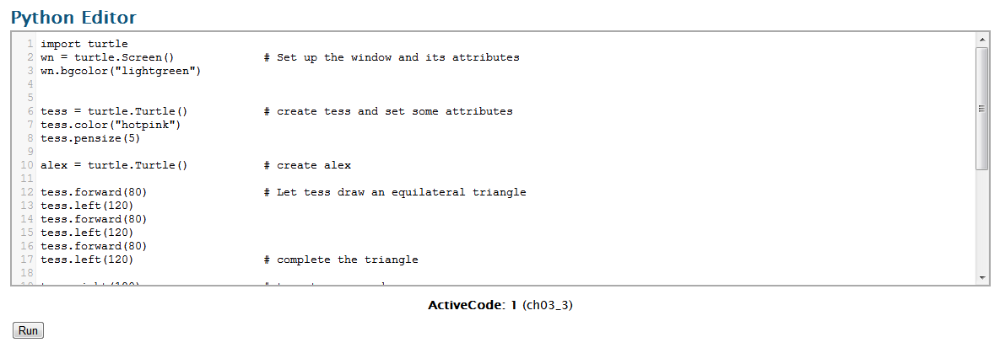 Python Editor
1 import turtle
2 wn = turtle.Screen()             # Set up the window and its attributes
3 wn.bgcolor("lightgreen")
4
5
6 tess = turtle.Turtle()           # create tess and set some attributes
7 tess.color("hotpink")
8 tess.pensize(5)
9
10 alex = turtle.Turtle()           # create alex
11
12 tess.forward(80)                 # Let tess draw an equilateral triangle
13 tess.left(120)
14 tess.forward(80)
15 tess.left(120)
16 tess.forward(80)
17 tess.left(120)                   # complete the triangle
18
ActiveCode: 1 (ch03_3)
Run